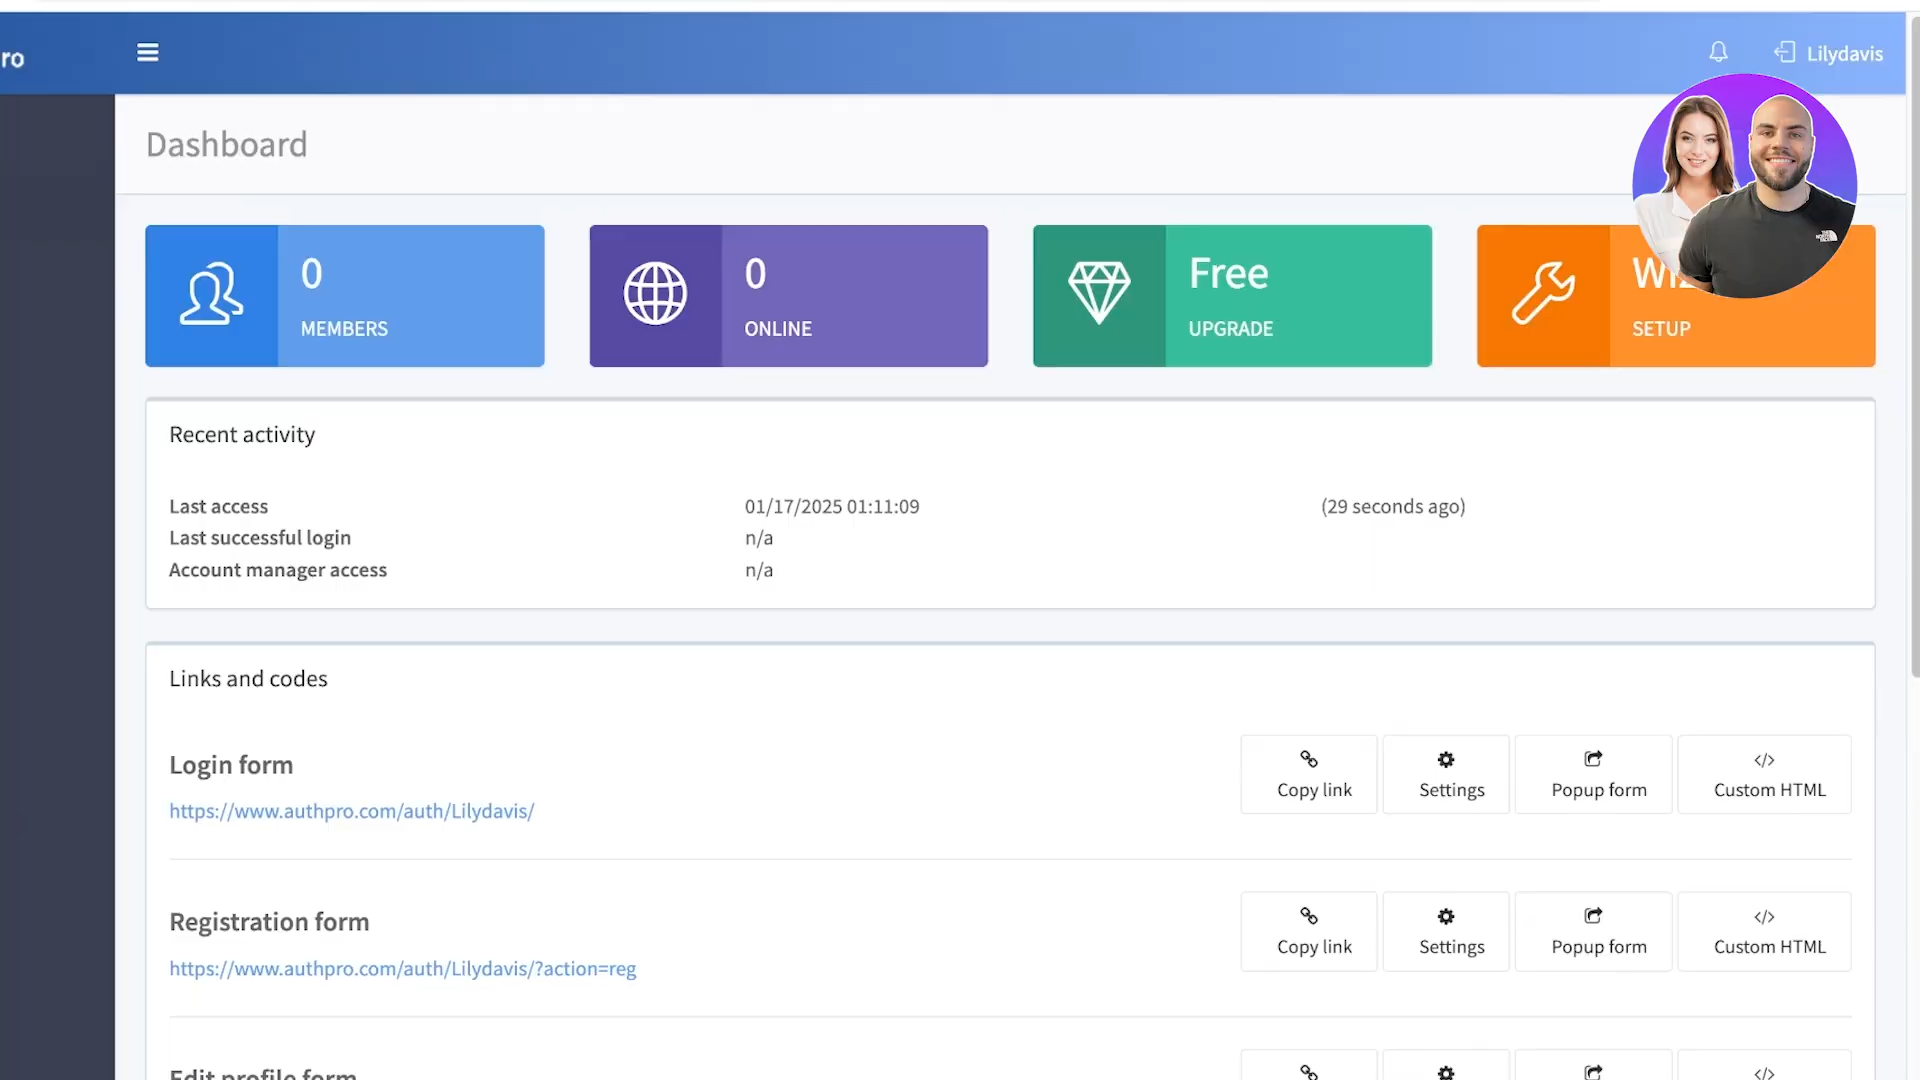 ro
Lilydavis
Dashboard
0
MEMBERS
0
ONLINE
Free
UPGRADE
SETUP
Recent activity
Last access 01/17/2025 01:11:09 (29 seconds ago)
Last successful login n/a
Account manager access n/a
Links and codes
Login form
https://www.authpro.com/auth/Lilydavis/
Copy link Settings Popup form </> Custom HTML
Registration form
https://www.authpro.com/auth/Lilydavis/?action=reg
Copy link Settings Popup form </> Custom HTML
Edit profile form
</>